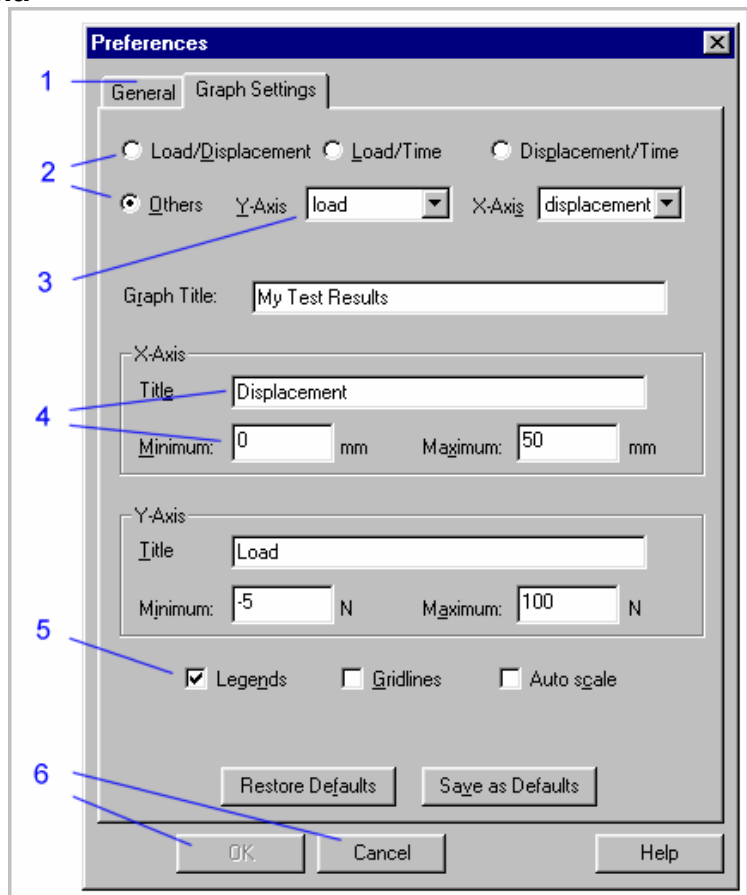 Preferences
1
General Graph Settings
2
Load/Displacement Load/Time Displacement/Time
Others Y-Axis load X-Axis displacement
3
Graph Title: My Test Results
X-Axis
Title Displacement
4
Minimum: 0 mm Maximum: 50 mm
Y-Axis
Title Load
Minimum: -5 N Maximum: 100 N
5
Legends Gridlines Auto scale
6
Restore Defaults Save as Defaults
OK Cancel Help